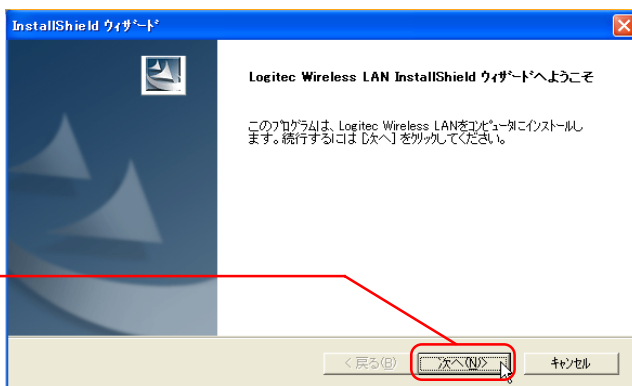 InstallShield ウィザード
Logitec Wireless LAN InstallShield ウィザードへようこそ
このプログラムは、Logitec Wireless LANをコンピュータにインストールし
ます。続行するには [次へ] をクリックしてください。
< 戻る(B)
次へ(N)>
キャンセル